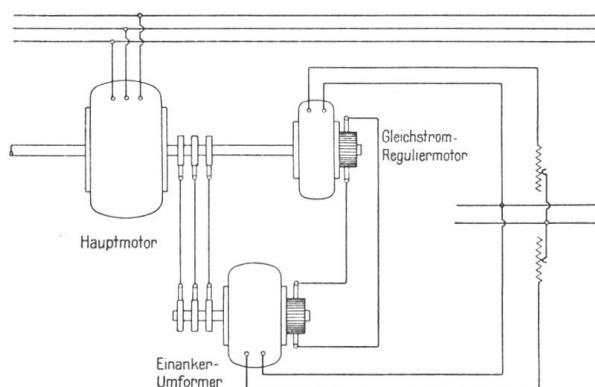 Gleichstrom-
Reguliermotor
Hauptmotor
Einanker-
Umformer